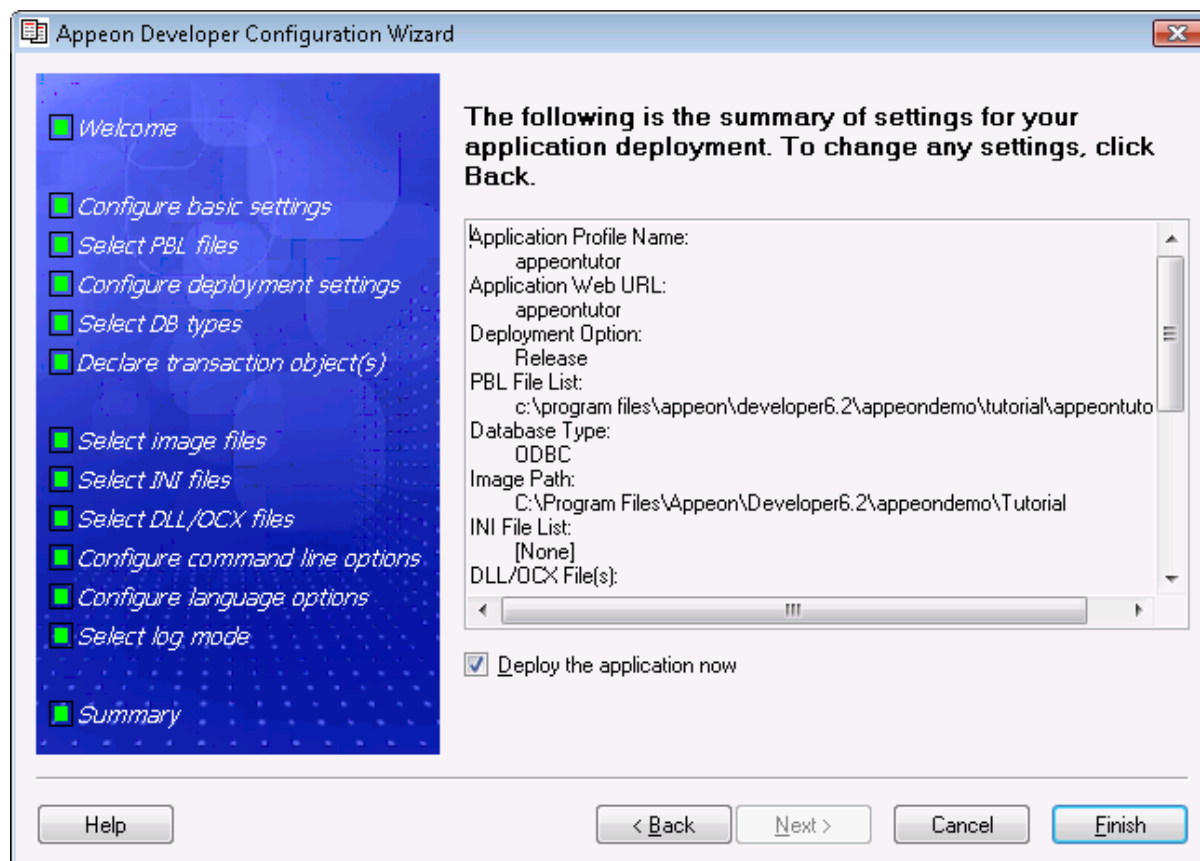 Appeon Developer Configuration Wizard
Welcome
Configure basic settings
Select PBL files
Configure deployment settings
Select DB types
Declare transaction object(s)
Select image files
Select INI files
Select DLL/OCX files
Configure command line options
Configure language options
Select log mode
Summary
The following is the summary of settings for your
application deployment. To change any settings, click
Back.
Application Profile Name:
appeontutor
Application Web URL:
appeontutor
Deployment Option:
Release
PBL File List:
c:\program files\appeon\developer6.2\appeondemo\tutorial\appeontuto
Database Type:
ODBC
Image Path:
C:\Program Files\Appeon\Developer6.2\appeondemo\Tutorial
INI File List:
[None]
DLL/OCX File(s):
Deploy the application now
Help
< Back
Next >
Cancel
Finish